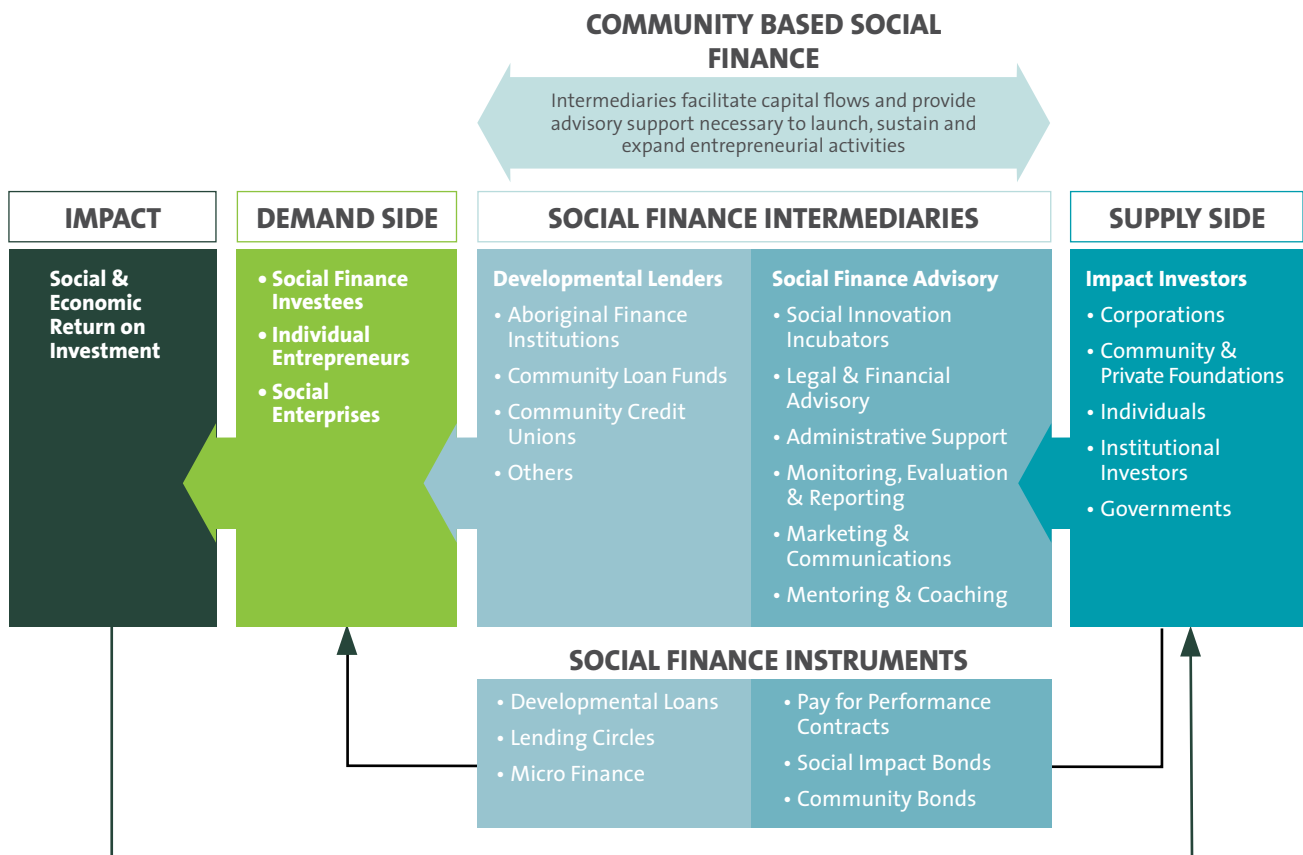 COMMUNITY BASED SOCIAL
FINANCE
Intermediaries facilitate capital flows and provide
advisory support necessary to launch, sustain and
expand entrepreneurial activities
IMPACT
Social &
Economic
Return on
Investment
DEMAND SIDE
• Social Finance
Investees
• Individual
Entrepreneurs
• Social
Enterprises
SOCIAL FINANCE INTERMEDIARIES
Developmental Lenders
• Aboriginal Finance
Institutions
• Community Loan Funds
• Community Credit
Unions
• Others
Social Finance Advisory
• Social Innovation
Incubators
• Legal & Financial
Advisory
• Administrative Support
• Monitoring, Evaluation
& Reporting
• Marketing &
Communications
• Mentoring & Coaching
SUPPLY SIDE
Impact Investors
• Corporations
• Community &
Private Foundations
• Individuals
• Institutional
Investors
• Governments
SOCIAL FINANCE INSTRUMENTS
• Developmental Loans
• Lending Circles
• Micro Finance
• Pay for Performance
Contracts
• Social Impact Bonds
• Community Bonds